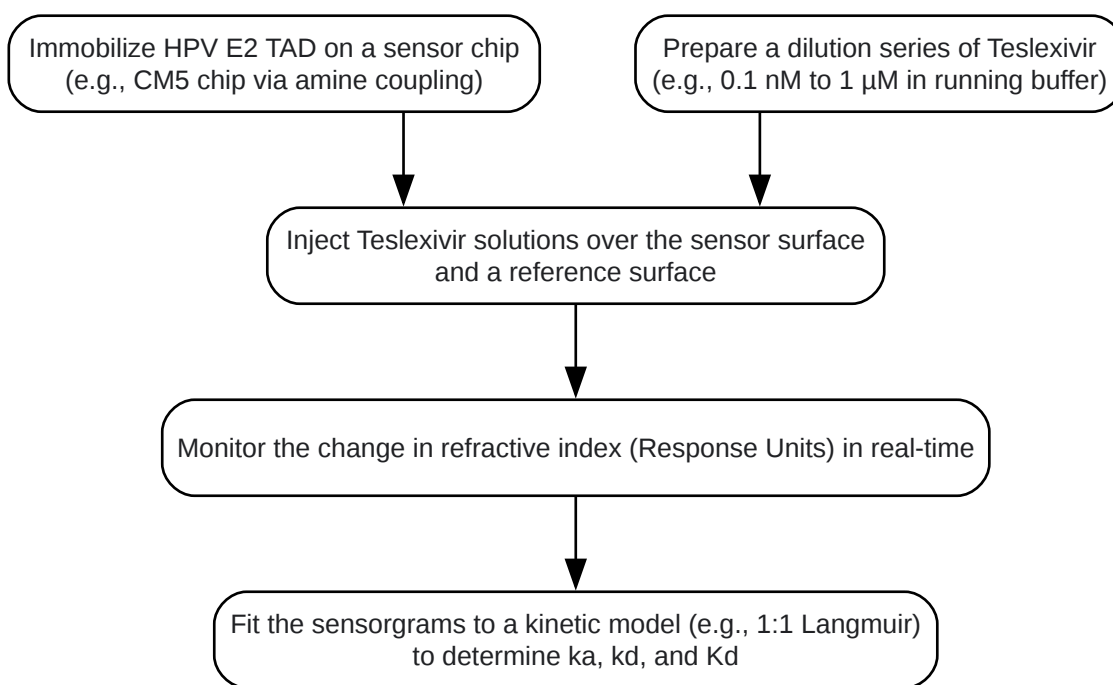 Immobilize HPV E2 TAD on a sensor chip
(e.g., CM5 chip via amine coupling)
Prepare a dilution series of Teslexivir
(e.g., 0.1 nM to 1 µM in running buffer)
Inject Teslexivir solutions over the sensor surface
and a reference surface
Monitor the change in refractive index (Response Units) in real-time
Fit the sensorgrams to a kinetic model (e.g., 1:1 Langmuir)
to determine ka, kd, and Kd